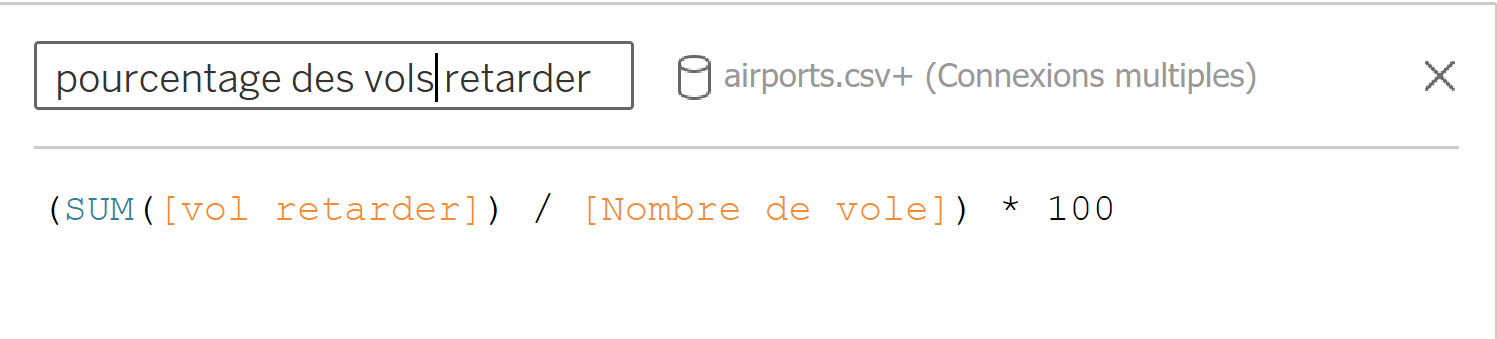 pourcentage des vols retarder airports.csv+ (Connexions multiples)
(SUM([vol retarder]) / [Nombre de vole]) * 100